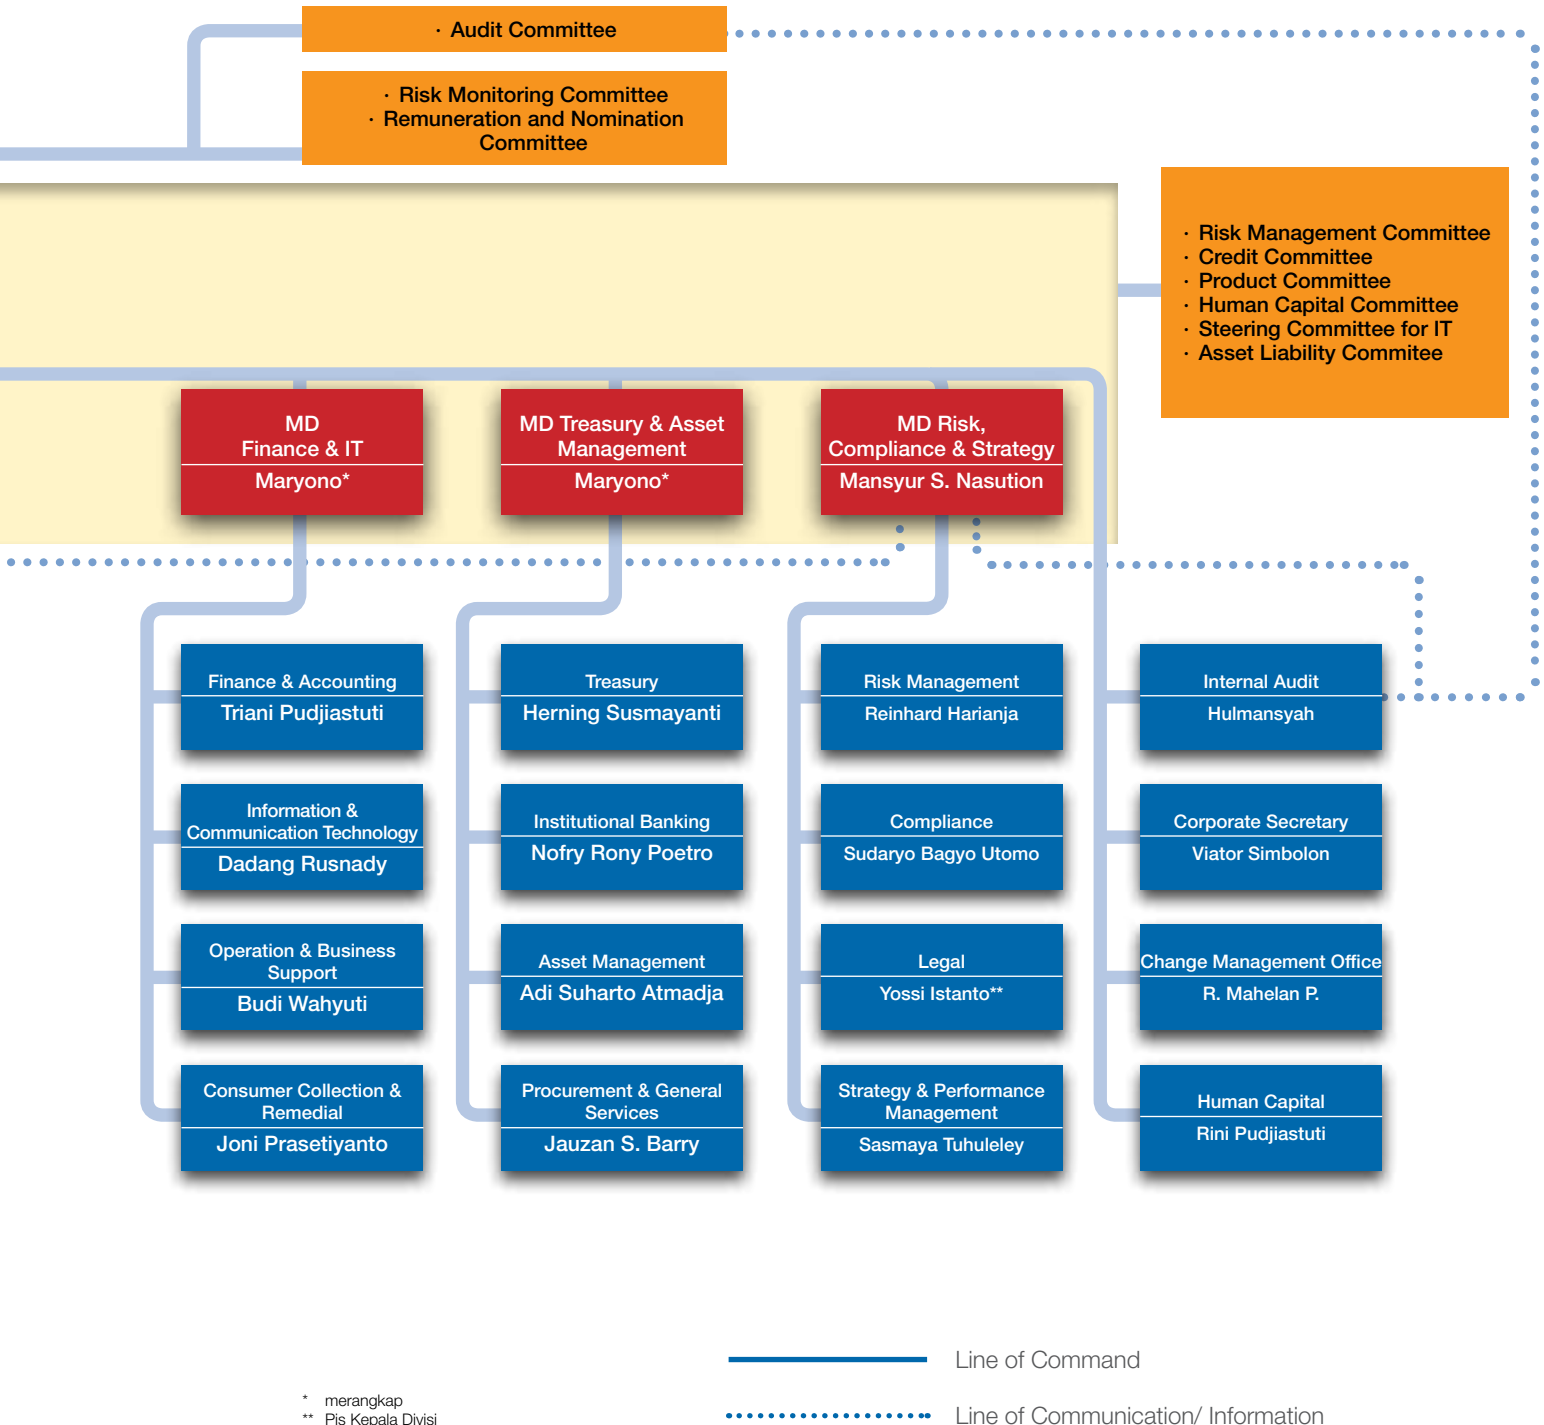 · Audit Committee
· Risk Monitoring Committee
· Remuneration and Nomination
Committee
· Risk Management Committee
· Credit Committee
· Product Committee
· Human Capital Committee
· Steering Committee for IT
· Asset Liability Commitee
MD
Finance & IT
Maryono*
MD Treasury & Asset
Management
Maryono*
MD Risk,
Compliance & Strategy
Mansyur S. Nasution
Finance & Accounting
Triani Pudjiastuti
Treasury
Herning Susmayanti
Risk Management
Reinhard Harianja
Internal Audit
Hulmansyah
Information &
Communication Technology
Dadang Rusnady
Institutional Banking
Nofry Rony Poetro
Compliance
Sudaryo Bagyo Utomo
Corporate Secretary
Viator Simbolon
Operation & Business
Support
Budi Wahyuti
Asset Management
Adi Suharto Atmadja
Legal
Yossi Istanto**
Change Management Office
R. Mahelan P.
Consumer Collection &
Remedial
Joni Prasetiyanto
Procurement & General
Services
Jauzan S. Barry
Strategy & Performance
Management
Sasmaya Tuhuleley
Human Capital
Rini Pudjiastuti
Line of Command
* merangkap
** Pjs Kepala Divisi
Line of Communication/ Information